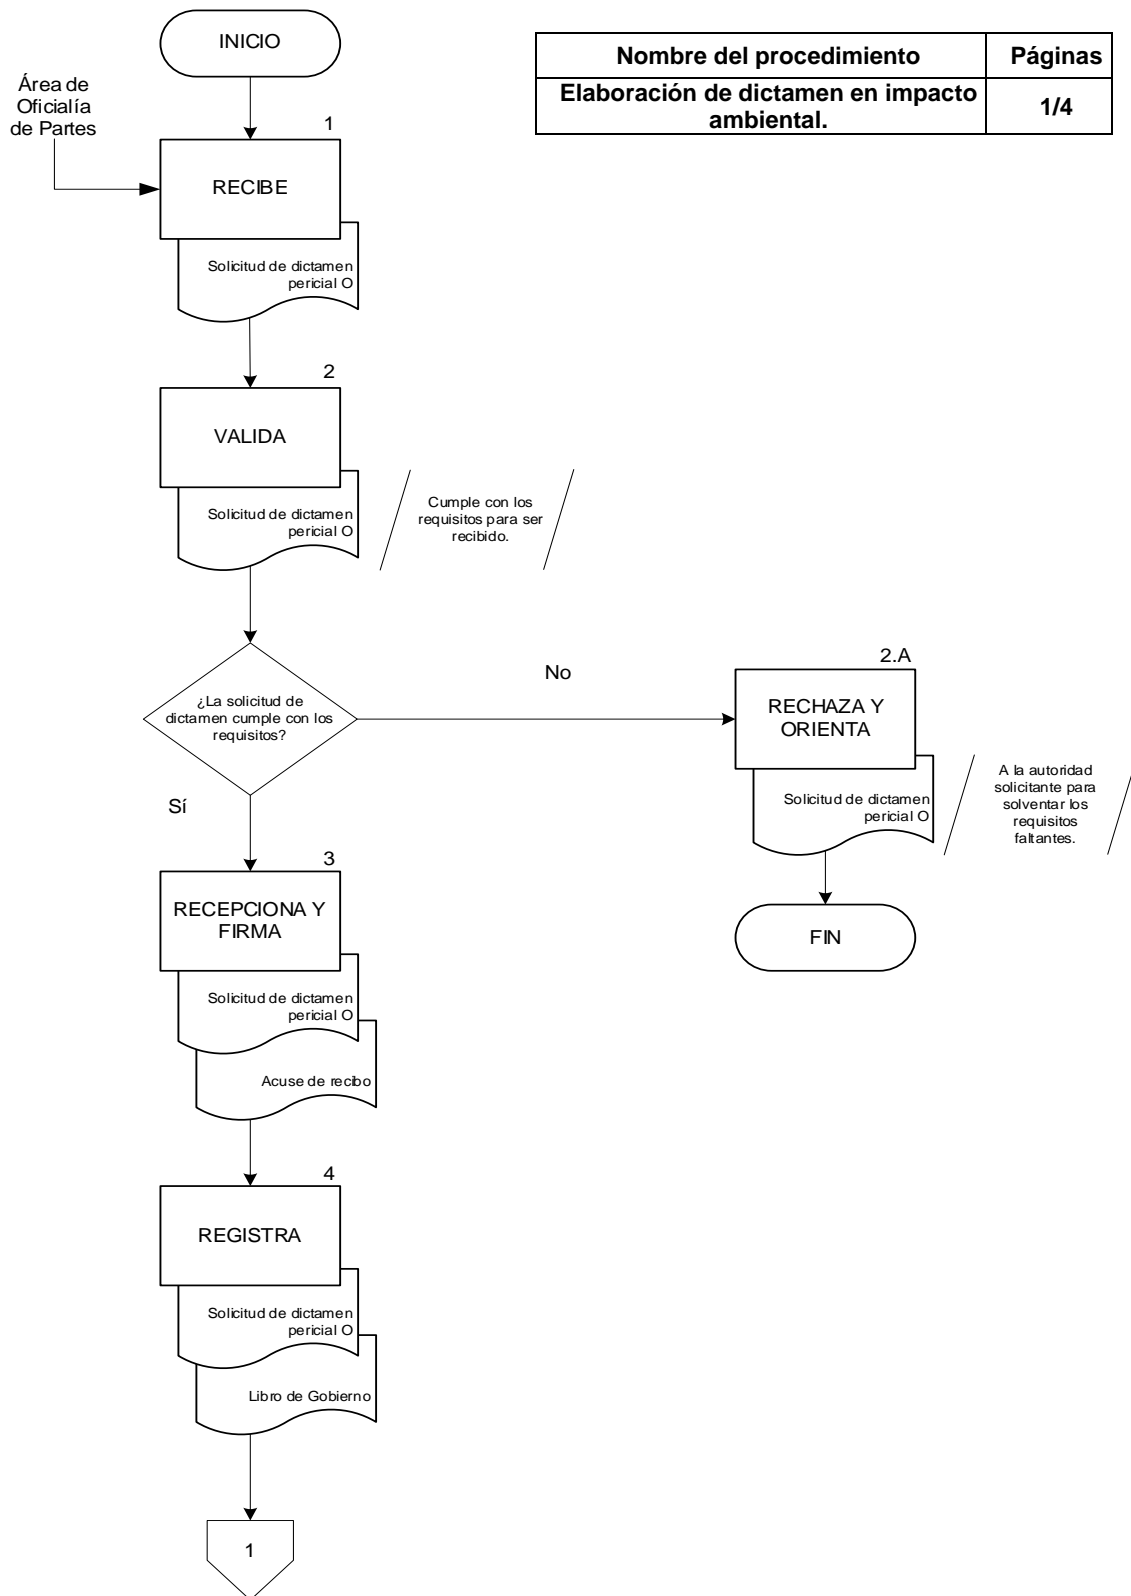 INICIO
Nombre del procedimiento
Páginas
Elaboración de dictamen en impacto
ambiental.
1/4
Área de
Oficialía
de Partes
1
RECIBE
Solicitud de dictamen
pericial O
2
VALIDA
Solicitud de dictamen
pericial O
Cumple con los
requisitos para ser
recibido.
¿La solicitud de
dictamen cumple con los
requisitos?
No
2.A
RECHAZA Y
ORIENTA
Solicitud de dictamen
pericial O
A la autoridad
solicitante para
solventar los
requisitos
faltantes.
FIN
Sí
3
RECEPCIONA Y
FIRMA
Solicitud de dictamen
pericial O
Acuse de recibo
4
REGISTRA
Solicitud de dictamen
pericial O
Libro de Gobierno
1